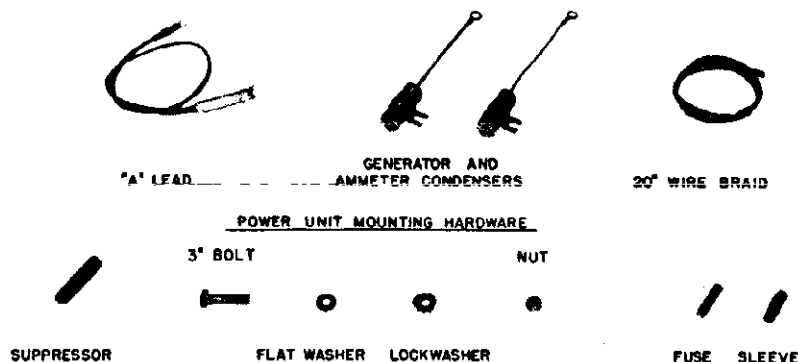 "A" LEAD
GENERATOR AND
AMMETER CONDENSERS
20" WIRE BRAID
POWER UNIT MOUNTING HARDWARE
3" BOLT
NUT
SUPPRESSOR
FLAT WASHER
LOCKWASHER
FUSE
SLEEVE